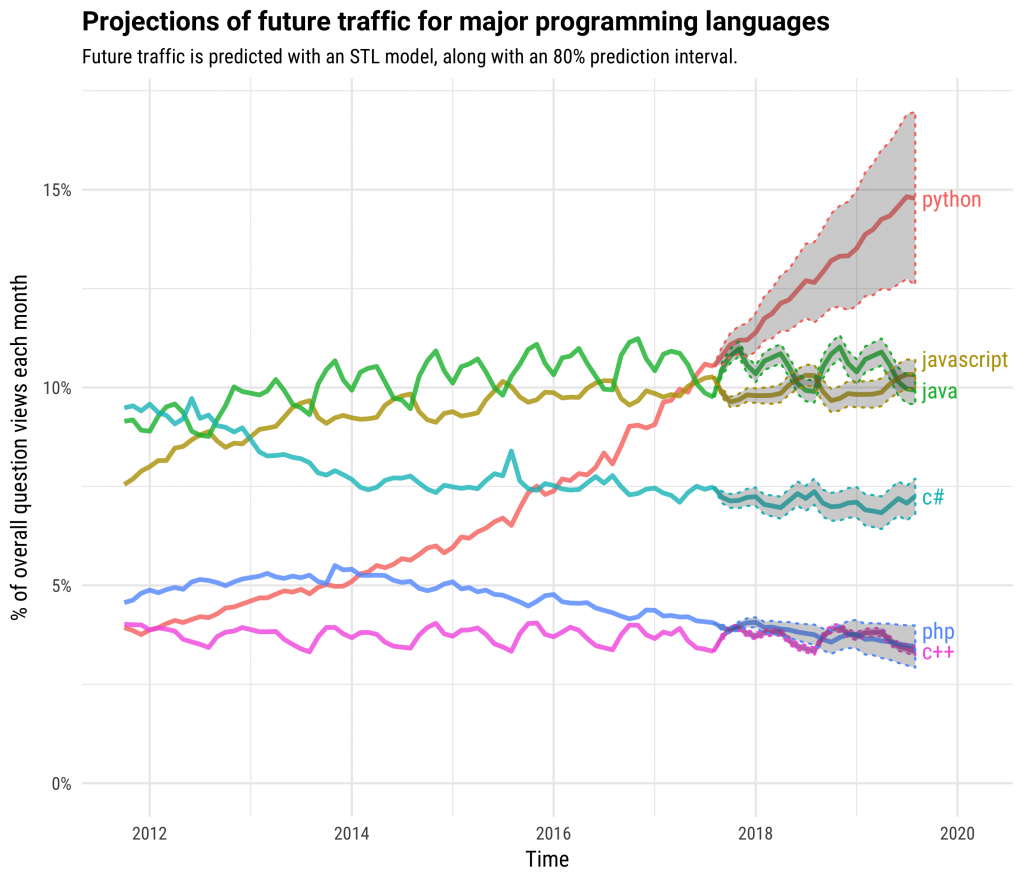 Projections of future traffic for major programming languages
Future traffic is predicted with an STL model, along with an 80% prediction interval.
% of overall question views each month
15%
10%
5%
0%
python
javascript
java
c#
php
c++
2012
2014
2016
2018
2020
Time